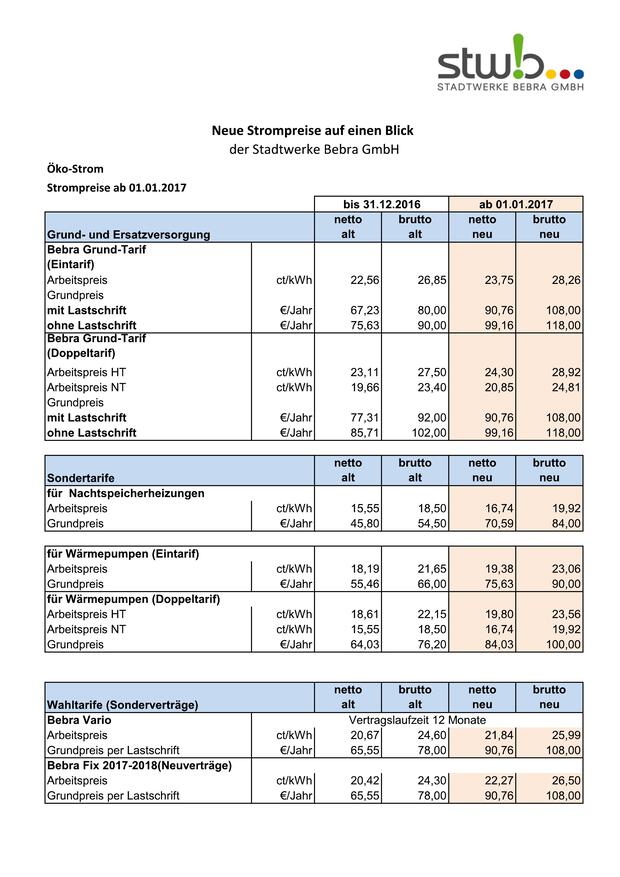 stwb
STADTWERKE BEBRA GMBH
Neue Strompreise auf einen Blick
der Stadtwerke Bebra GmbH
Öko-Strom
Strompreise ab 01.01.2017
bis 31.12.2016 ab 01.01.2017
netto brutto netto brutto
Grund- und Ersatzversorgung alt alt neu neu
Bebra Grund-Tarif
(Eintarif)
Arbeitspreis ct/kWh 22,56 26,85 23,75 28,26
Grundpreis
mit Lastschrift €/Jahr 67,23 80,00 90,76 108,00
ohne Lastschrift €/Jahr 75,63 90,00 99,16 118,00
Bebra Grund-Tarif
(Doppeltarif)
Arbeitspreis HT ct/kWh 23,11 27,50 24,30 28,92
Arbeitspreis NT ct/kWh 19,66 23,40 20,85 24,81
Grundpreis
mit Lastschrift €/Jahr 77,31 92,00 90,76 108,00
ohne Lastschrift €/Jahr 85,71 102,00 99,16 118,00
netto brutto netto brutto
Sondertarife alt alt neu neu
für Nachtspeicherheizungen
Arbeitspreis ct/kWh 15,55 18,50 16,74 19,92
Grundpreis €/Jahr 45,80 54,50 70,59 84,00
für Wärmepumpen (Eintarif)
Arbeitspreis ct/kWh 18,19 21,65 19,38 23,06
Grundpreis €/Jahr 55,46 66,00 75,63 90,00
für Wärmepumpen (Doppeltarif)
Arbeitspreis HT ct/kWh 18,61 22,15 19,80 23,56
Arbeitspreis NT ct/kWh 15,55 18,50 16,74 19,92
Grundpreis €/Jahr 64,03 76,20 84,03 100,00
netto brutto netto brutto
Wahltarife (Sonderverträge) alt alt neu neu
Bebra Vario Vertragslaufzeit 12 Monate
Arbeitspreis ct/kWh 20,67 24,60 21,84 25,99
Grundpreis per Lastschrift €/Jahr 65,55 78,00 90,76 108,00
Bebra Fix 2017-2018(Neuverträge)
Arbeitspreis ct/kWh 20,42 24,30 22,27 26,50
Grundpreis per Lastschrift €/Jahr 65,55 78,00 90,76 108,00